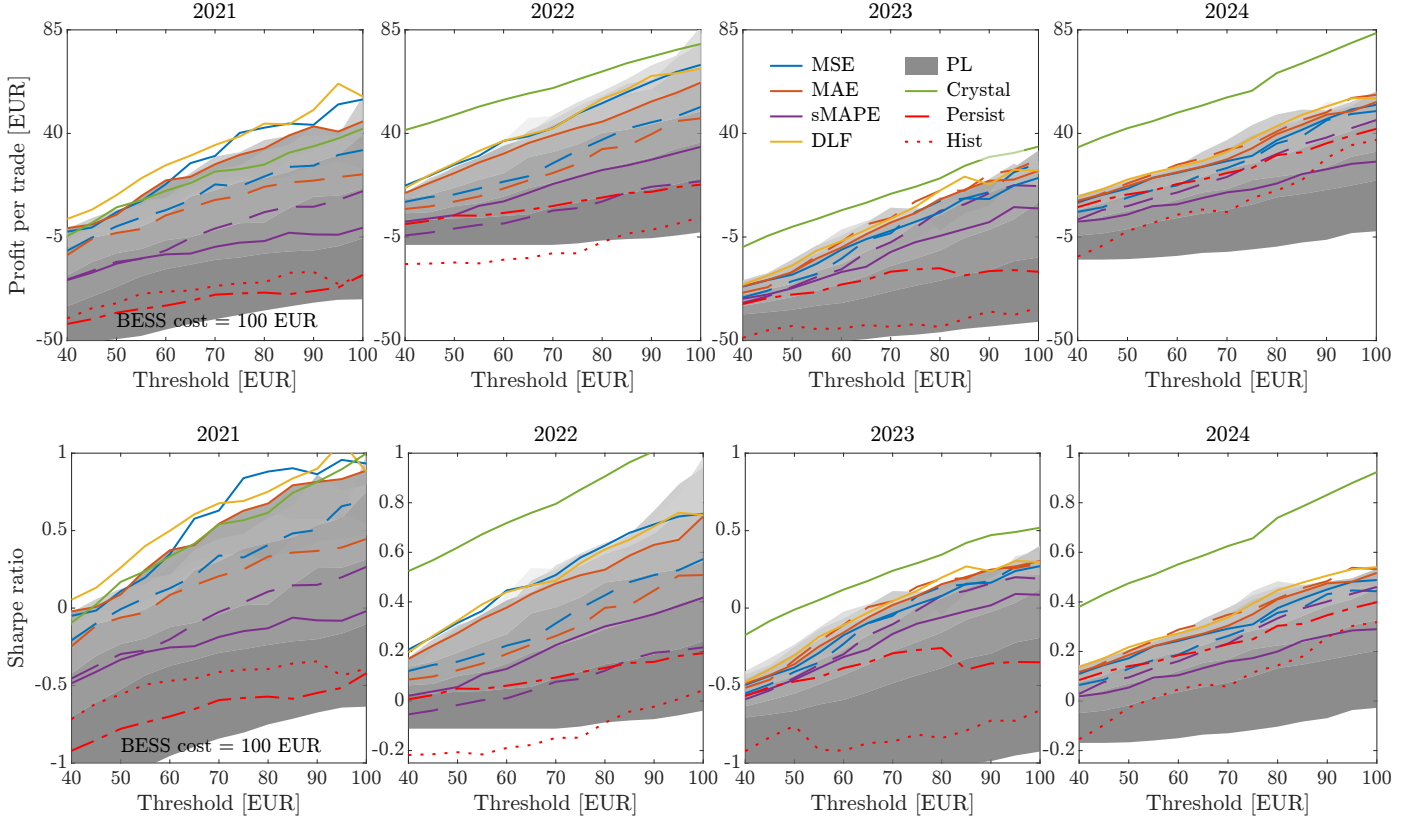 2021 2022 2023 2024
85 85 85 85
40 40 40 40
-5 -5 -5 -5
-50 -50 -50 -50
Profit per trade [EUR]
MSE PL
MAE Crystal
sMAPE Persist
DLF Hist
BESS cost = 100 EUR
40 50 60 70 80 90 100 40 50 60 70 80 90 100 40 50 60 70 80 90 100 40 50 60 70 80 90 100
Threshold [EUR] Threshold [EUR] Threshold [EUR] Threshold [EUR]
2021 2022 2023 2024
1 1 1 1
0.8 0.8
0.5 0.5
0.6 0.6
0.4 0.4
0 0
0.2 0.2
-0.5 -0.5
0 0
-0.2 -0.2
-1 -1
Sharpe ratio
BESS cost = 100 EUR
40 50 60 70 80 90 100 40 50 60 70 80 90 100 40 50 60 70 80 90 100 40 50 60 70 80 90 100
Threshold [EUR] Threshold [EUR] Threshold [EUR] Threshold [EUR]